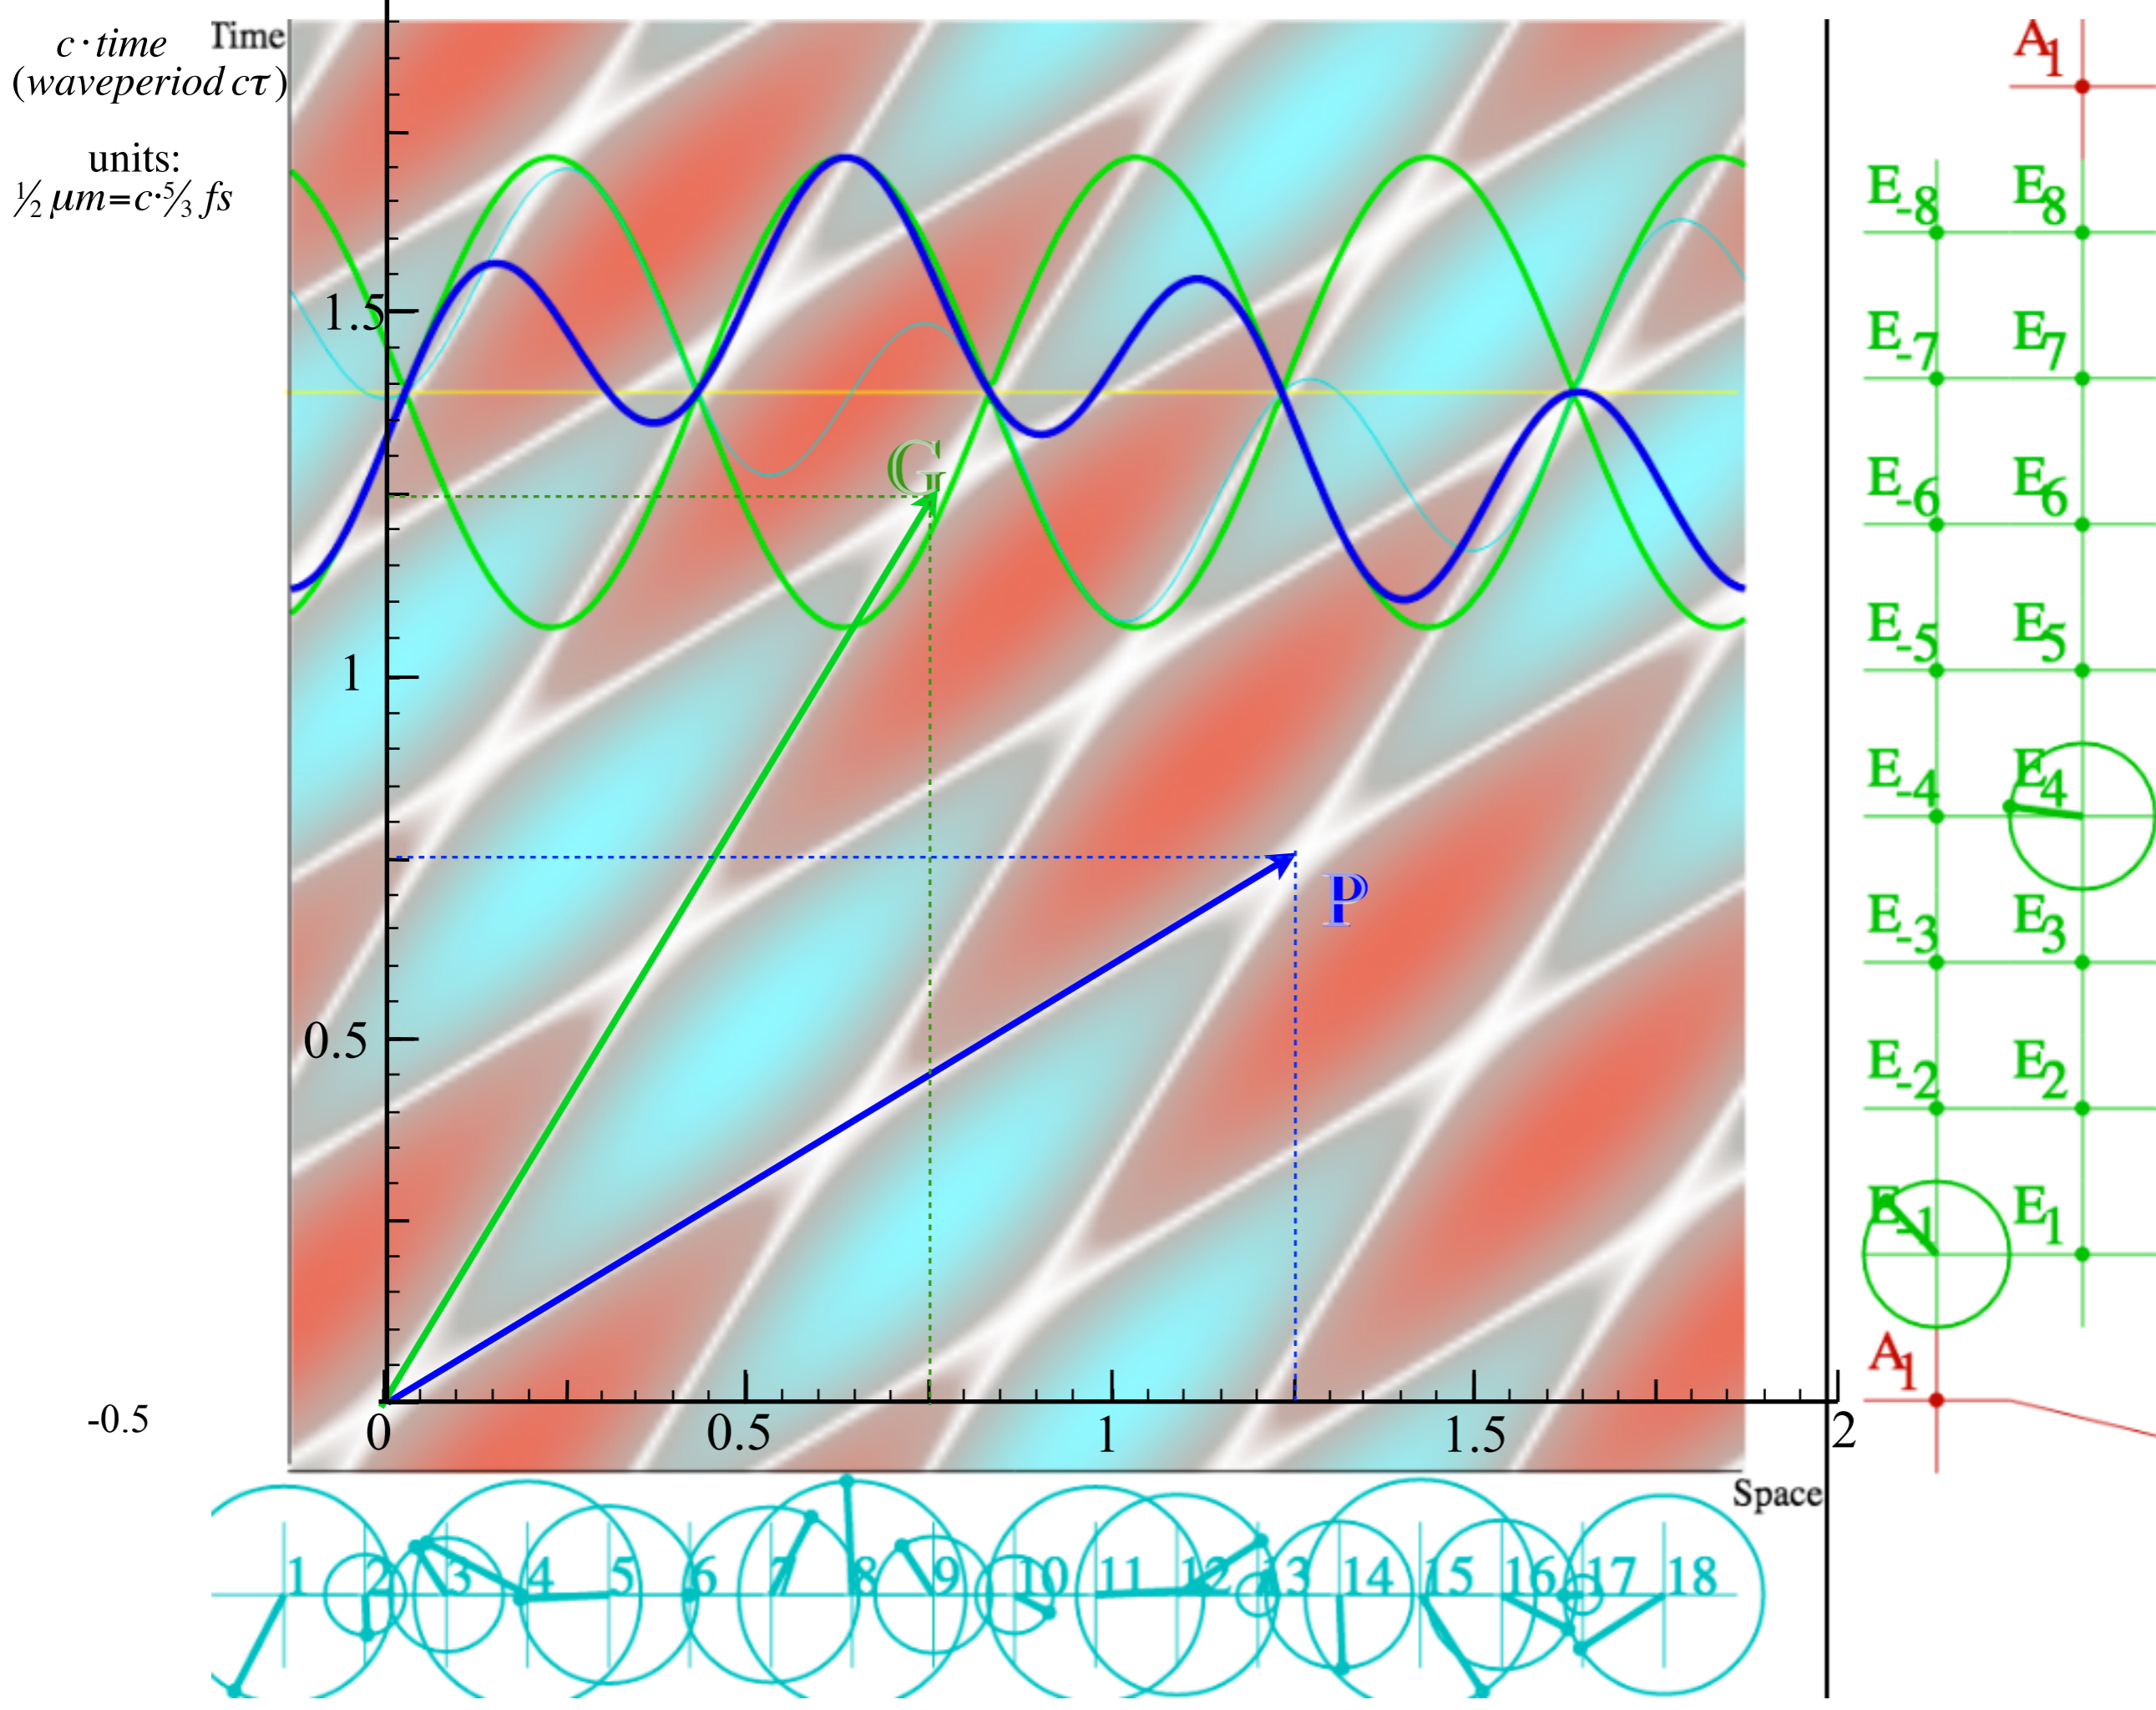 c·time
(waveperiod cτ)
units:
½ μm=c·5⁄3 fs
Time
1.5
1
0.5
-0.5
0
0.5
1
1.5
2
Space
G
P
A1
E-8 E8
E-7 E7
E-6 E6
E-5 E5
E-4 E4
E-3 E3
E-2 E2
E-1 E1
A1
1 2 3 4 5 6 7 8 9 10 11 12 13 14 15 16 17 18